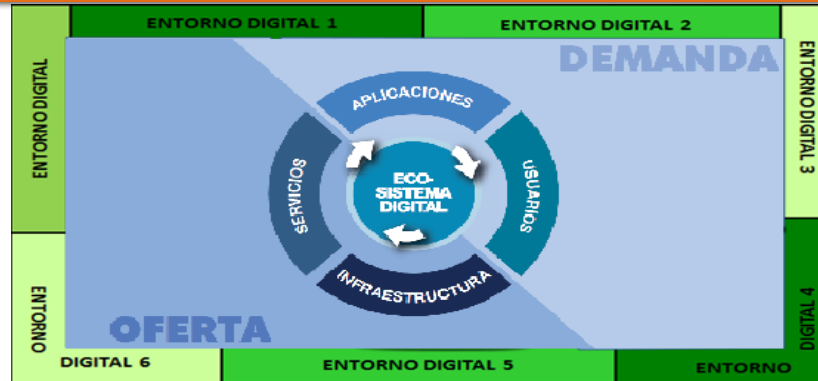 ENTORNO DIGITAL 1
ENTORNO DIGITAL 2
ENTORNO DIGITAL
ENTORNO DIGITAL 3
DEMANDA
APLICACIONES
SERVICIOS
ECO-
SISTEMA
DIGITAL
USUARIOS
INFRAESTRUCTURA
OFERTA
ENTORNO
DIGITAL 6
ENTORNO DIGITAL 5
ENTORNO
DIGITAL 4